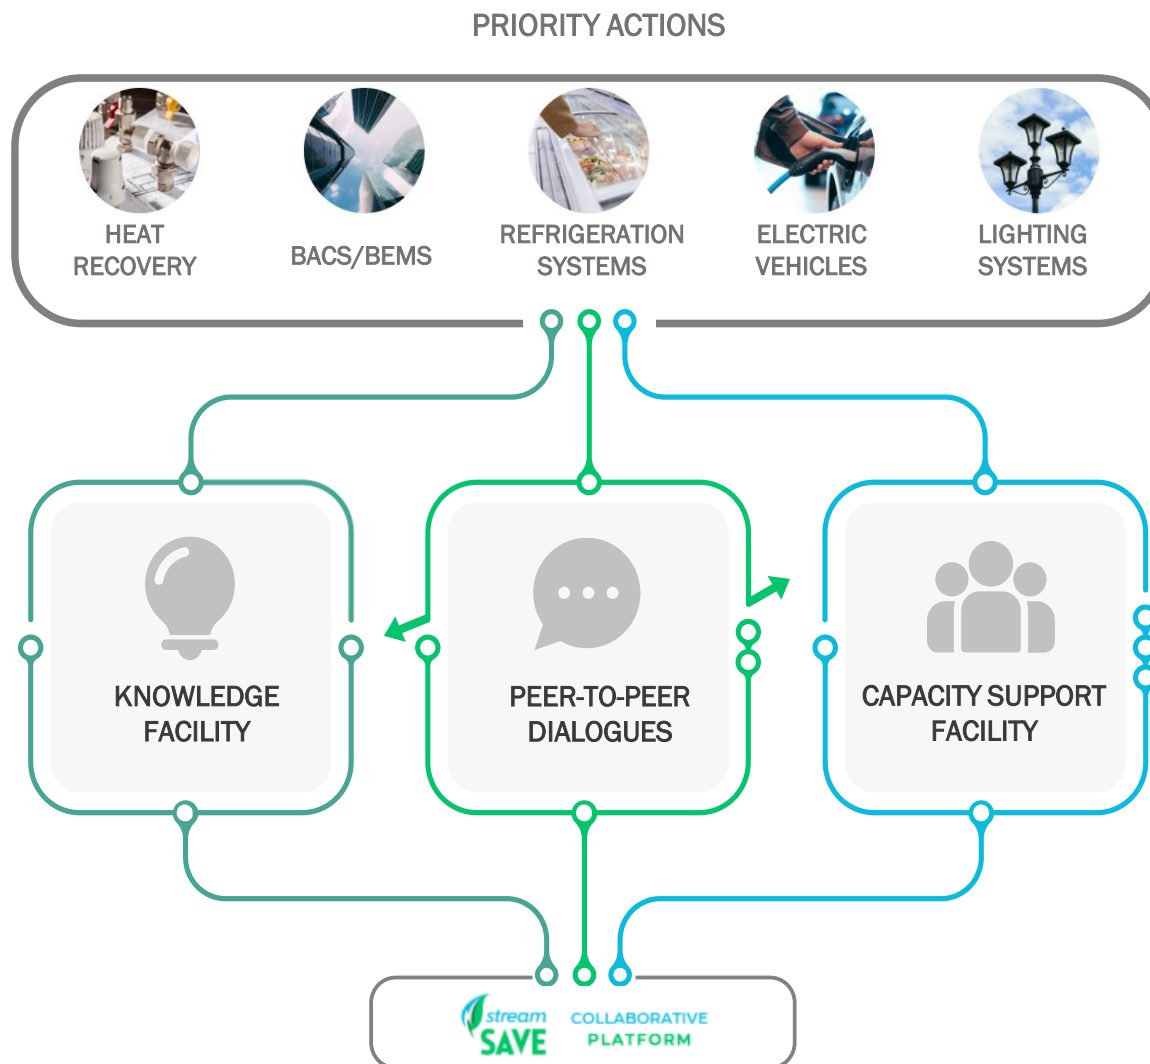 PRIORITY ACTIONS
HEAT
RECOVERY
BACS/BEMS
REFRIGERATION
SYSTEMS
ELECTRIC
VEHICLES
LIGHTING
SYSTEMS
KNOWLEDGE
FACILITY
PEER-TO-PEER
DIALOGUES
CAPACITY SUPPORT
FACILITY
stream
SAVE
COLLABORATIVE
PLATFORM